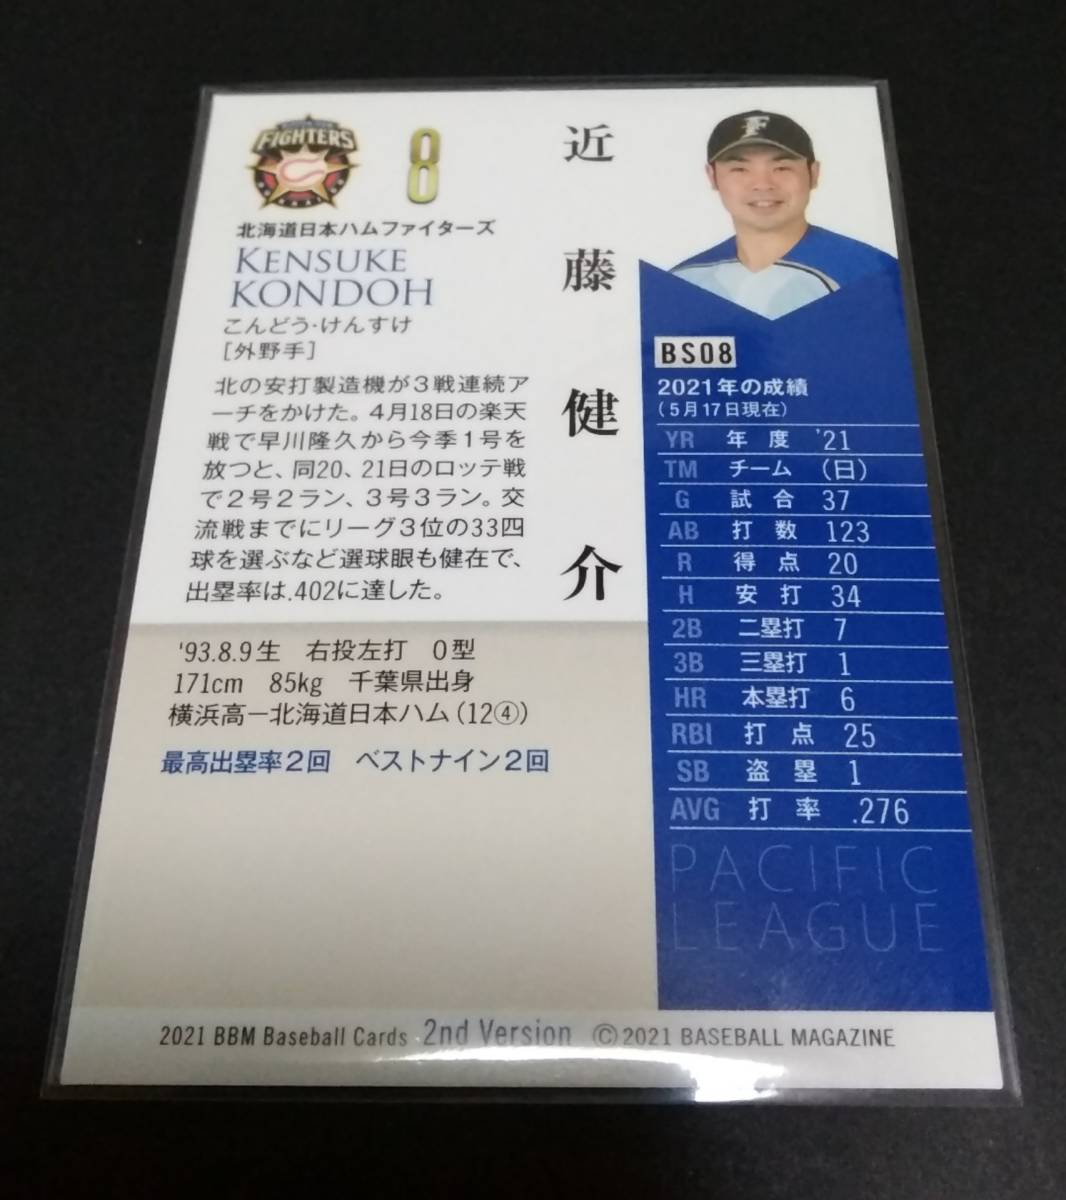 FIGHTERS
8
北海道日本ハムファイターズ
KENSUKE
KONDOH
こんどう・けんすけ
[外野手]
北の安打製造機が3戦連続ア
ーチをかけた。4月18日の楽天
戦で早川隆久から今季1号を
放つと、同20、21日のロッテ戦
で2号2ラン、3号3ラン。交
流戦までにリーグ3位の33四
球を選ぶなど選球眼も健在で、
出塁率は.402に達した。
'93.8.9生 右投左打 O型
171cm 85kg 千葉県出身
横浜高ー北海道日本ハム(12④)
最高出塁率2回 ベストナイン2回
近藤健介
F
BS08
2021年の成績
(5月17日現在)
YR 年度 '21
TM チーム (日)
G 試合 37
AB 打数 123
R 得点 20
H 安打 34
2B 二塁打 7
3B 三塁打 1
HR 本塁打 6
RBI 打点 25
SB 盗塁 1
AVG 打率 .276
PACIFIC
LEAGUE
2021 BBM Baseball Cards 2nd Version ©2021 BASEBALL MAGAZINE